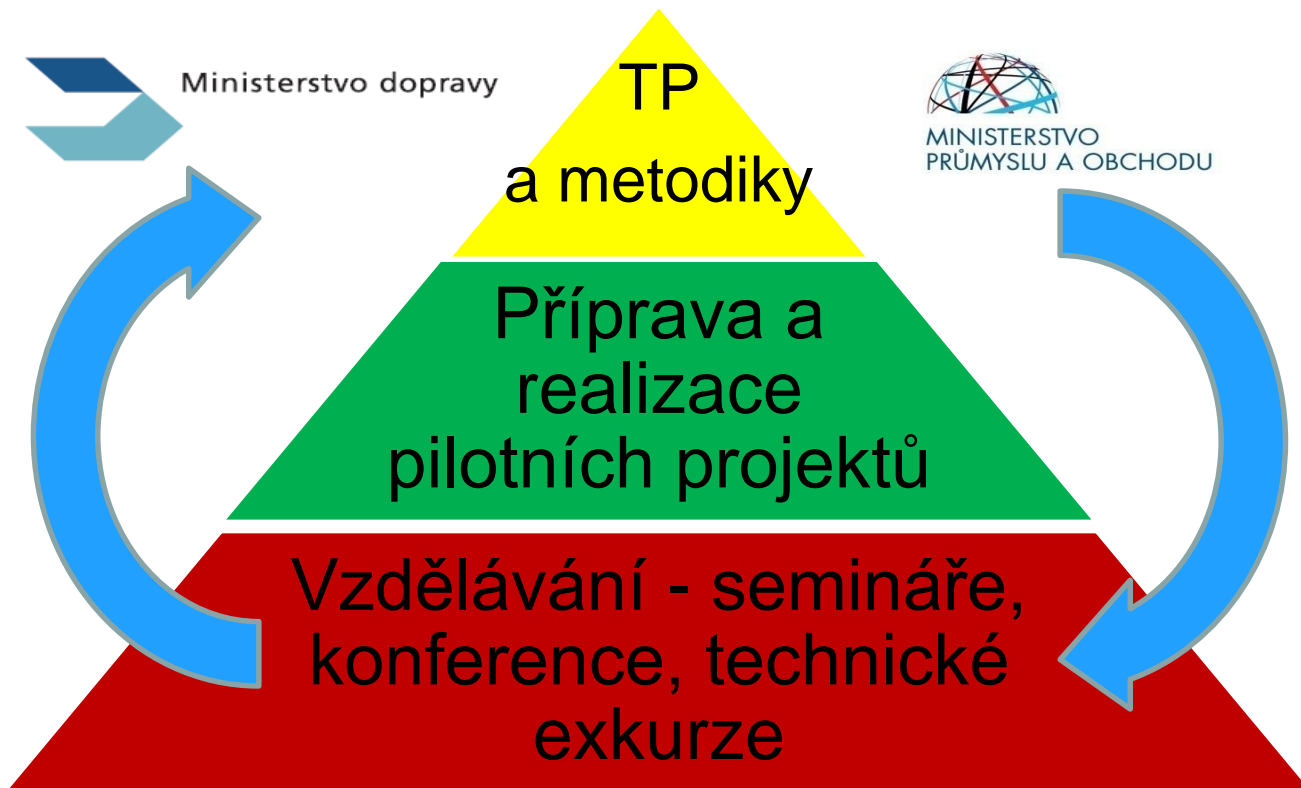 Ministerstvo dopravy
TP
a metodiky
MINISTERSTVO
PRŮMYSLU A OBCHODU
Příprava a
realizace
pilotních projektů
Vzdělávání - semináře,
konference, technické
exkurze